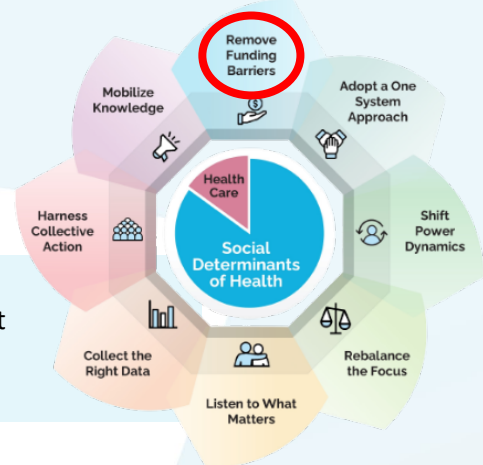 Remove
Funding
Barriers
Adopt a One
System
Approach
Shift
Power
Dynamics
Rebalance
the Focus
Listen to What
Matters
Collect the
Right Data
Harness
Collective
Action
Mobilize
Knowledge
Health
Care
Social
Determinants
of Health
t